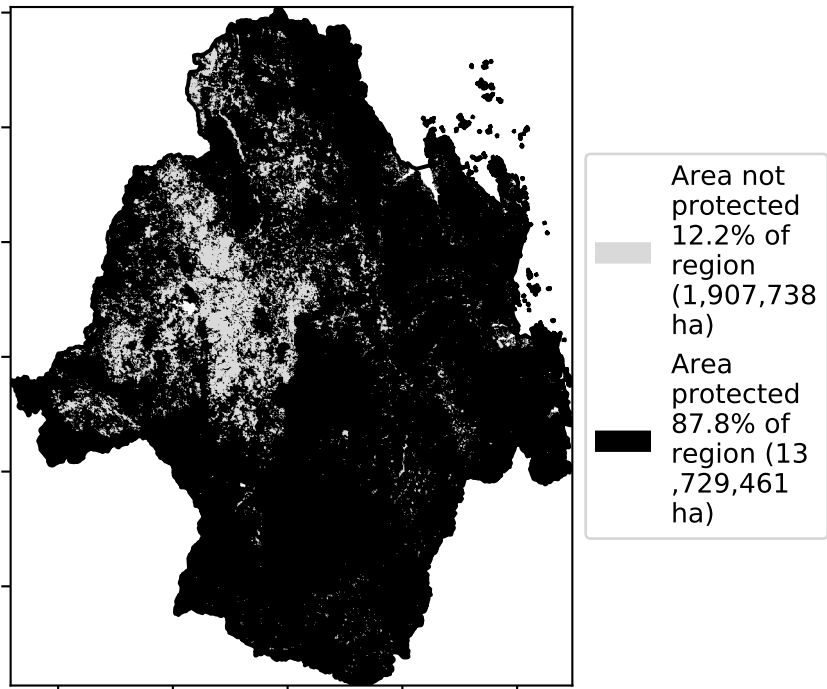 Area not
protected
12.2% of
region
(1,907,738
ha)
Area
protected
87.8% of
region (13
,729,461
ha)